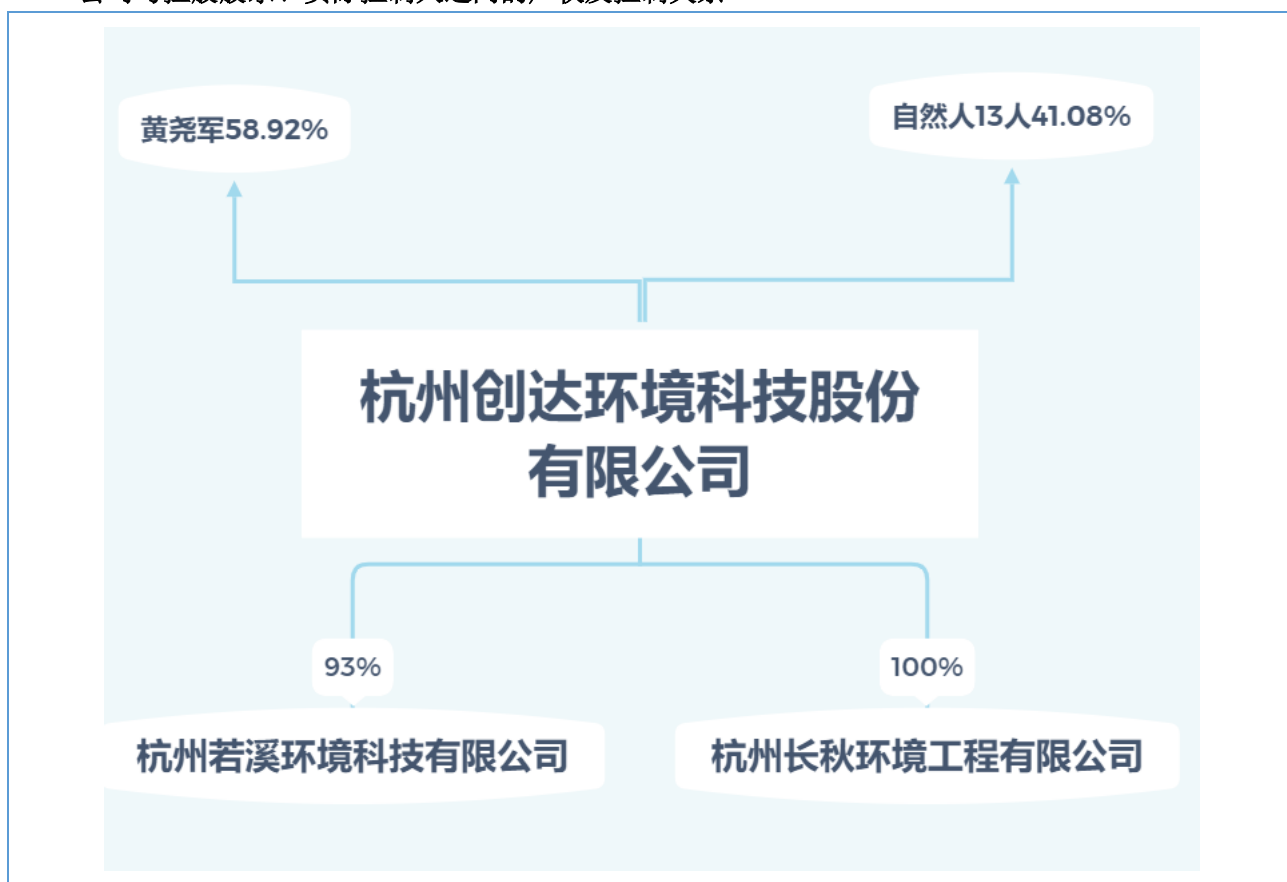 黄尧军58.92%
自然人13人41.08%
杭州创达环境科技股份
有限公司
93%
100%
杭州若溪环境科技有限公司
杭州长秋环境工程有限公司